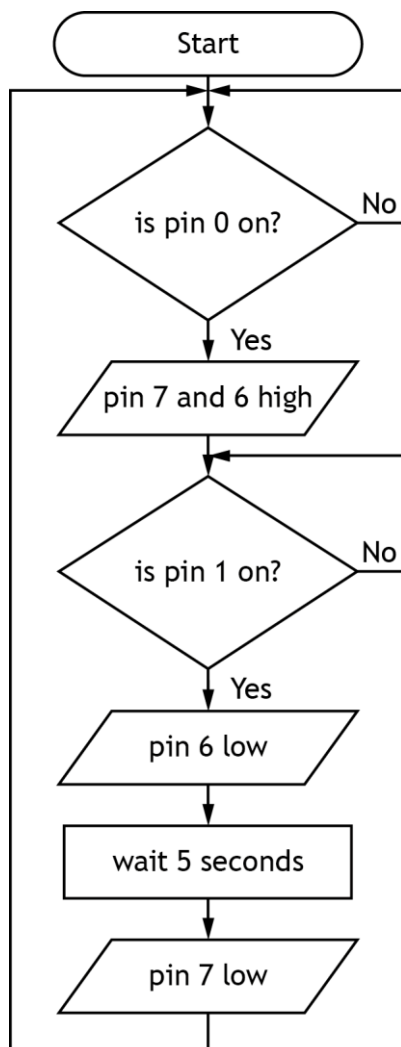 Start
is pin 0 on?
No
Yes
pin 7 and 6 high
is pin 1 on?
No
Yes
pin 6 low
wait 5 seconds
pin 7 low